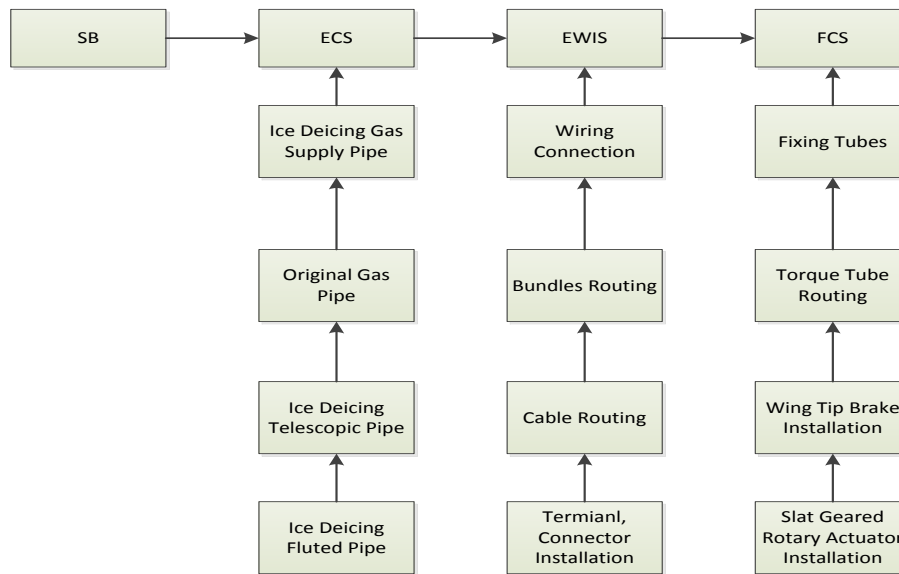 SB
ECS
EWIS
FCS
Ice Deicing Gas
Supply Pipe
Wiring
Connection
Fixing Tubes
Original Gas
Pipe
Bundles Routing
Torque Tube
Routing
Ice Deicing
Telescopic Pipe
Cable Routing
Wing Tip Brake
Installation
Ice Deicing
Fluted Pipe
Termianl,
Connector
Installation
Slat Geared
Rotary Actuator
Installation